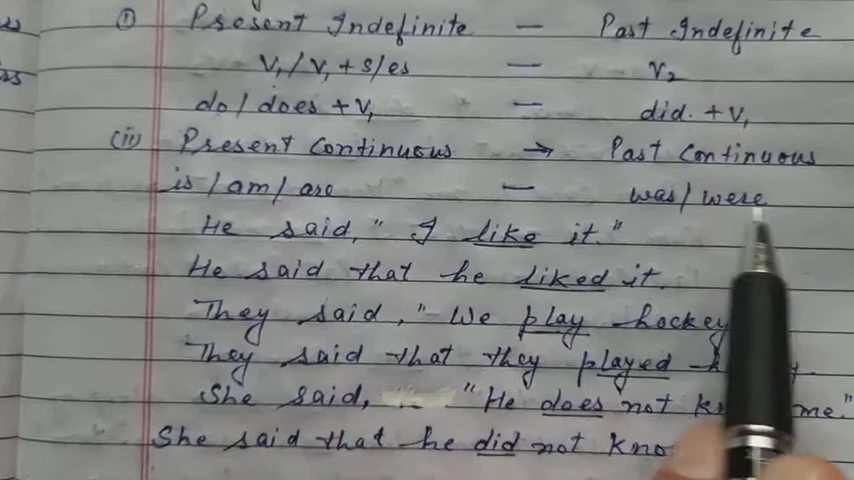 (i) Present Indefinite — Past Indefinite
V₁/V₁ + s/es — V₂
do/does + V₁ — did. + V₁
(ii) Present Continuous → Past Continuous
is/am/are — was/were
He said, "I like it."
He said that he liked it.
They said, "We play hockey
They said that they played
She said, "He does not me."
She said that he did not